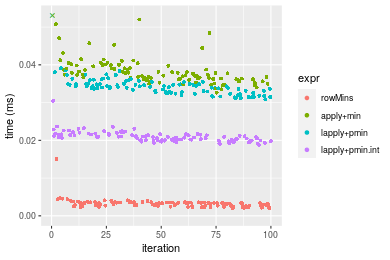 0.04
0.02
0.00
time (ms)
0
25
50
75
100
iteration
expr
rowMins
apply+min
lapply+pmin
lapply+pmin.int